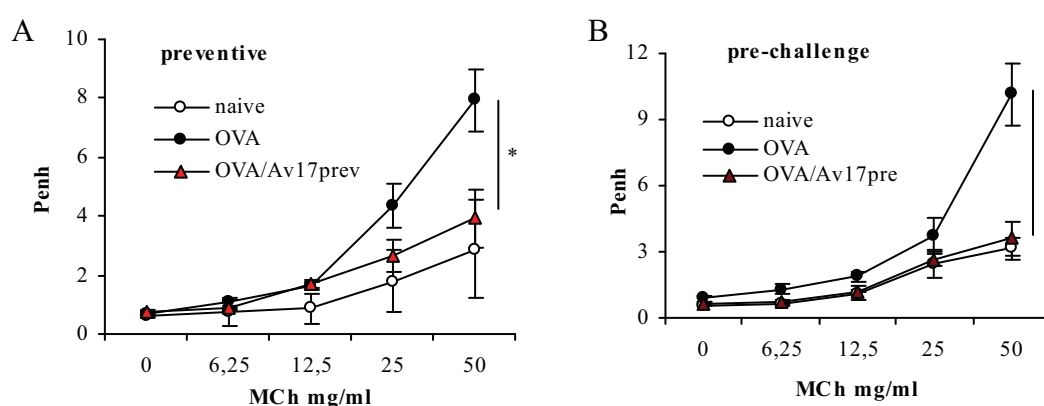 A
preventive
naive
OVA
OVA/Av17prev
*
Penh
10
8
6
4
2
0
0 6,25 12,5 25 50
MCh mg/ml
B
pre-challenge
naive
OVA
OVA/Av17pre
Penh
12
9
6
3
0
0 6,25 12,5 25 50
MCh mg/ml